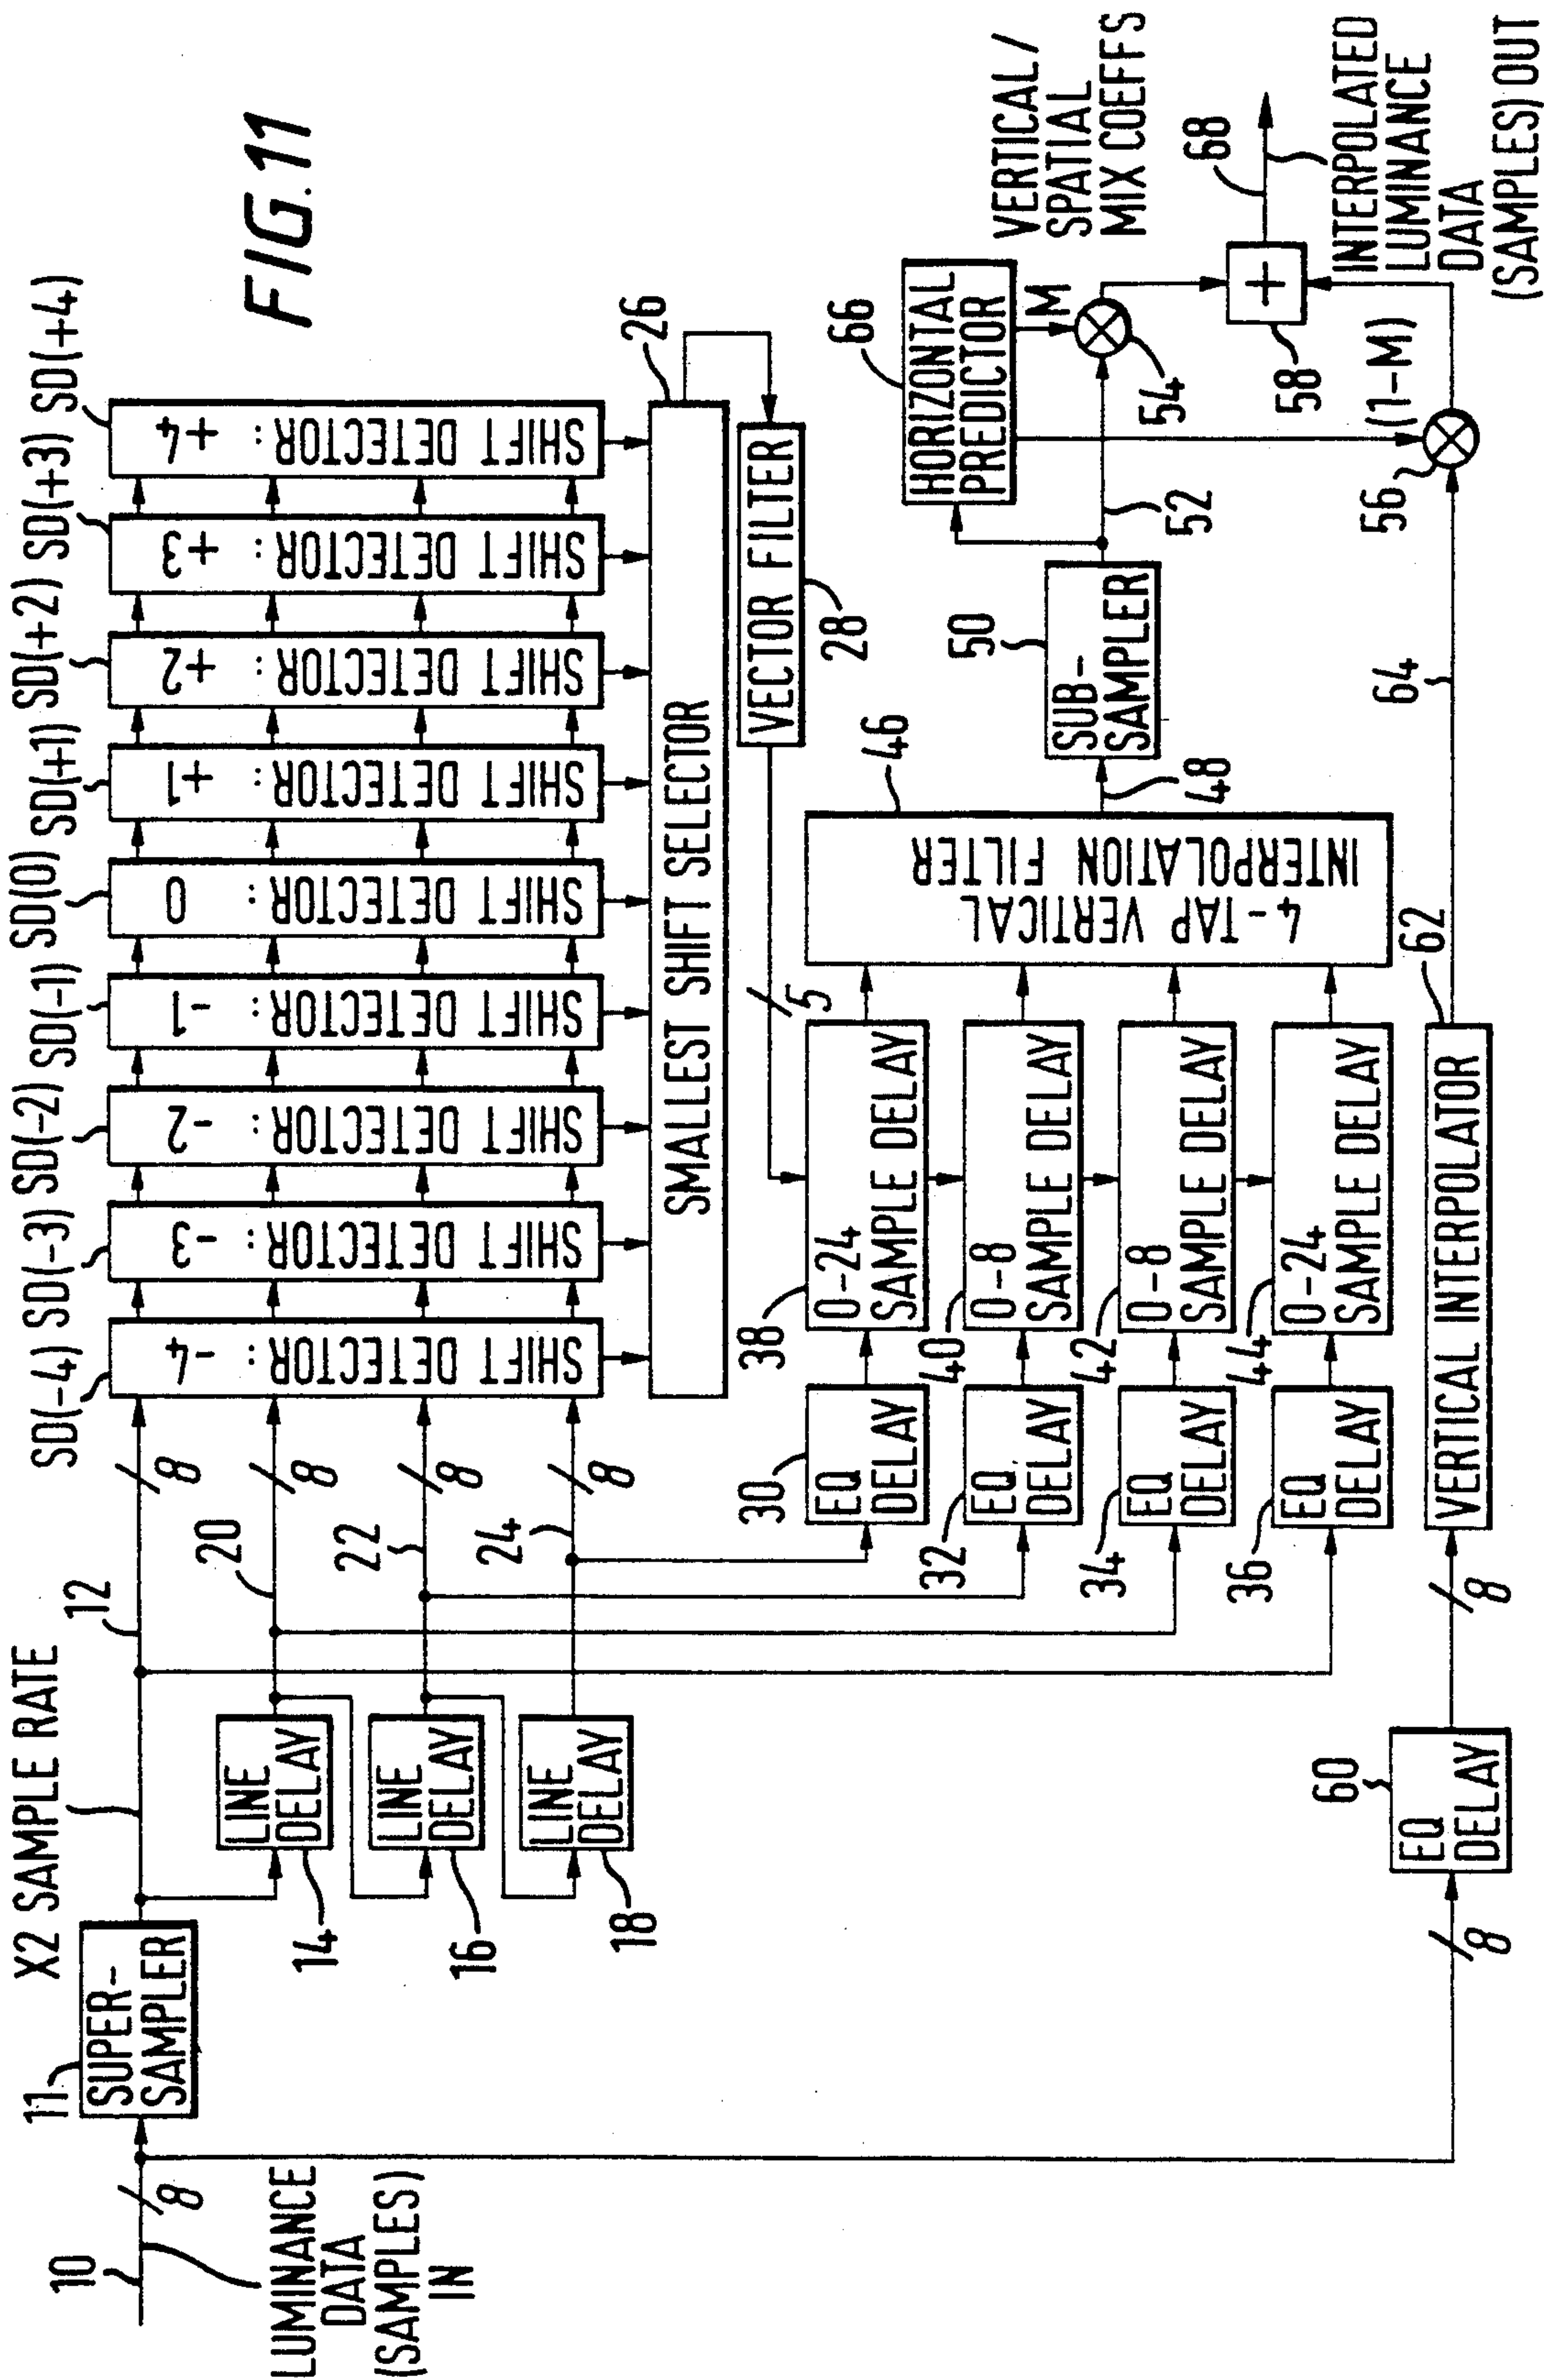 FIG.11
10
8
LUMINANCE
DATA
(SAMPLES)
IN
11
SUPER-
SAMPLER
X2 SAMPLE RATE
12
LINE
DELAY
14
LINE
DELAY
16
LINE
DELAY
18
20
22
24
8
8
8
8
SD(-4)
SD(-3)
SD(-2)
SD(-1)
SD(0)
SD(+1)
SD(+2)
SD(+3)
SD(+4)
SHIFT DETECTOR: -4
SHIFT DETECTOR: -3
SHIFT DETECTOR: -2
SHIFT DETECTOR: -1
SHIFT DETECTOR: 0
SHIFT DETECTOR: +1
SHIFT DETECTOR: +2
SHIFT DETECTOR: +3
SHIFT DETECTOR: +4
SMALLEST SHIFT SELECTOR
26
VECTOR FILTER
28
5
30
EQ
DELAY
38
0-24
SAMPLE DELAY
32
EQ
DELAY
40
0-8
SAMPLE DELAY
34
EQ
DELAY
42
0-8
SAMPLE DELAY
36
EQ
DELAY
44
0-24
SAMPLE DELAY
4-TAP VERTICAL
INTERPOLATION FILTER
46
48
50
SUB-
SAMPLER
52
66
HORIZONTAL
PREDICTOR
M
54
VERTICAL/
SPATIAL
MIX COEFFS
+
58
68
INTERPOLATED
LUMINANCE
DATA
(SAMPLES) OUT
(1-M)
56
8
60
EQ
DELAY
8
VERTICAL INTERPOLATOR
62
64